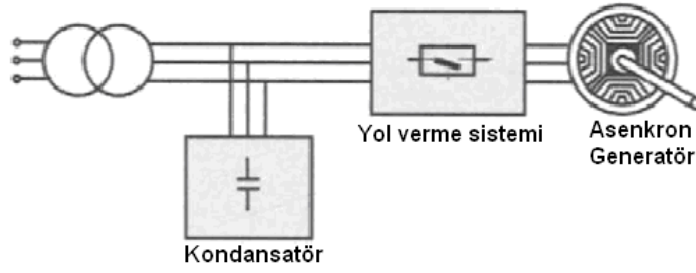 Yol verme sistemi
Asenkron
Generatör
Kondansatör